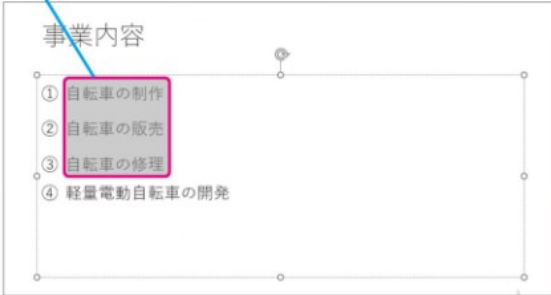 事業内容
① 自転車の制作
② 自転車の販売
③ 自転車の修理
④ 軽量電動自転車の開発